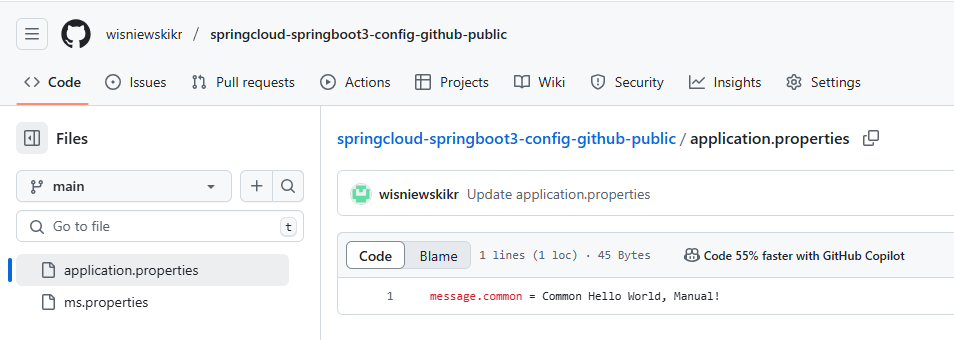 wisniewskikr / springcloud-springboot3-config-github-public
Code Issues Pull requests Actions Projects Wiki Security Insights Settings
Files
main
Go to file t
application.properties
ms.properties
springcloud-springboot3-config-github-public / application.properties
wisniewskikr Update application.properties
Code Blame 1 lines (1 loc) · 45 Bytes Code 55% faster with GitHub Copilot
1 message.common = Common Hello World, Manual!